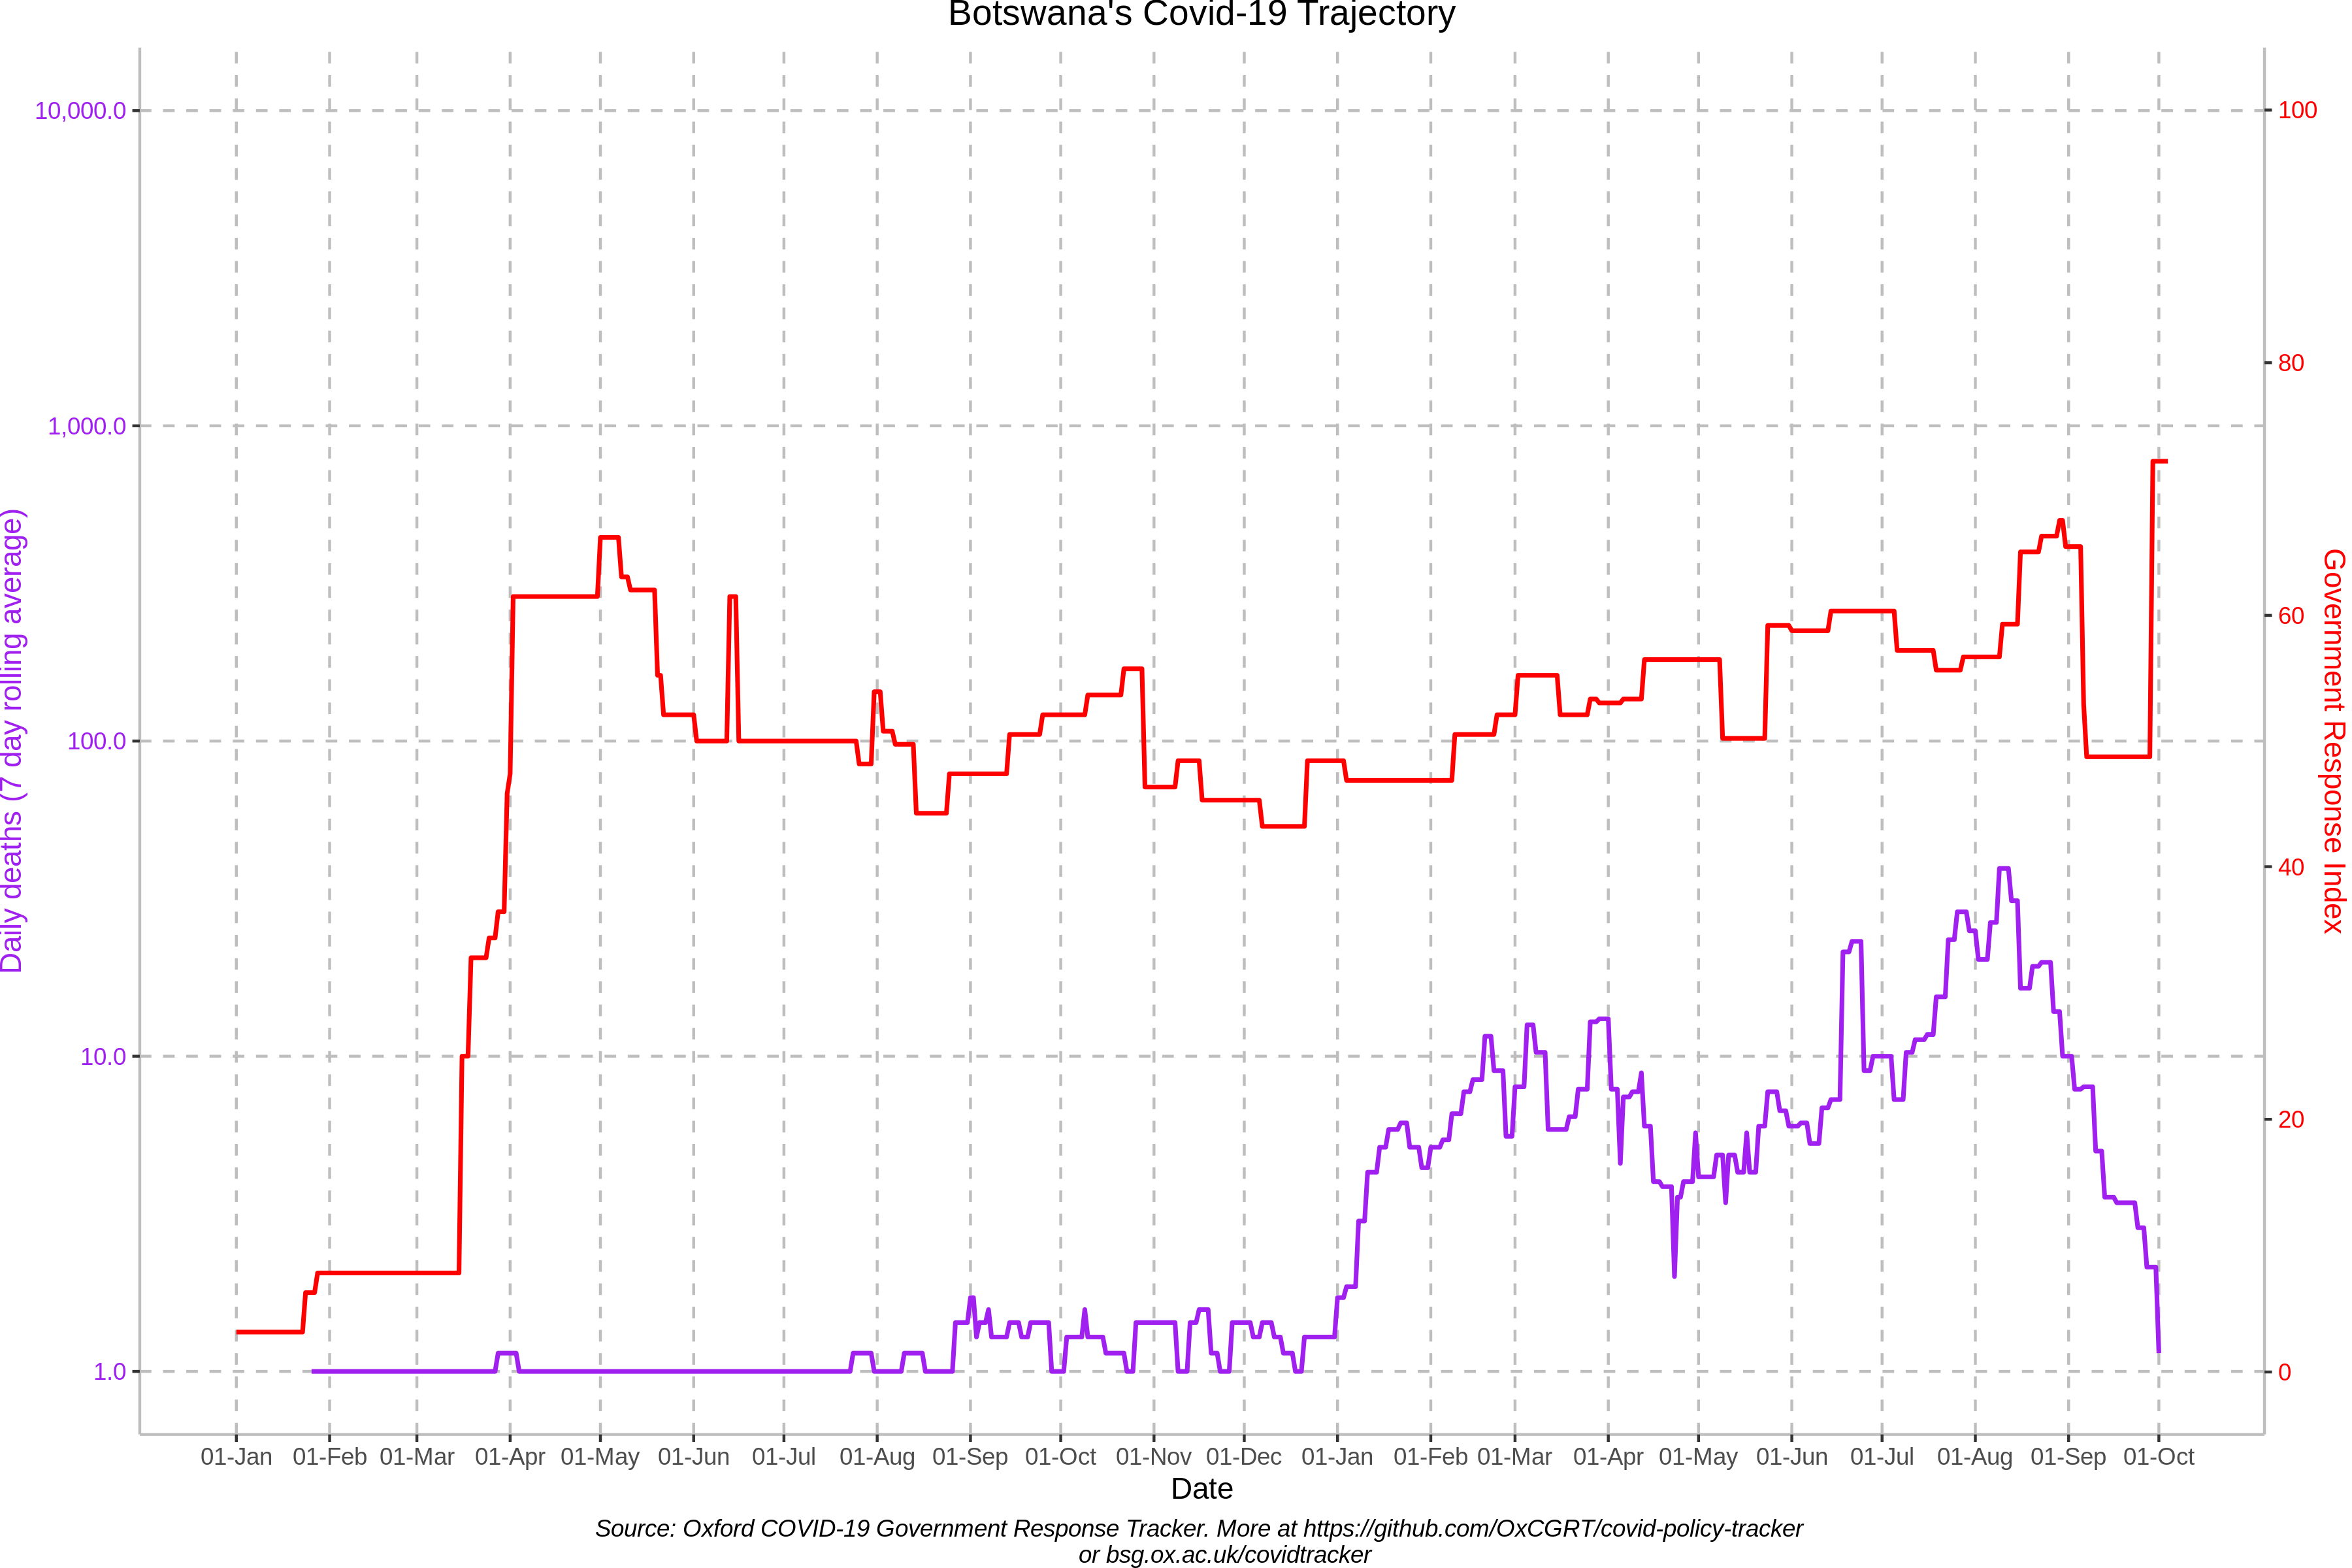 Botswana's Covid-19 Trajectory
10,000.0
1,000.0
100.0
10.0
1.0
Daily deaths (7 day rolling average)
100
80
60
40
20
0
Government Response Index
01-Jan 01-Feb 01-Mar 01-Apr 01-May 01-Jun 01-Jul 01-Aug 01-Sep 01-Oct 01-Nov 01-Dec 01-Jan 01-Feb 01-Mar 01-Apr 01-May 01-Jun 01-Jul 01-Aug 01-Sep 01-Oct
Date
Source: Oxford COVID-19 Government Response Tracker. More at https://github.com/OxCGRT/covid-policy-tracker
or bsg.ox.ac.uk/covidtracker